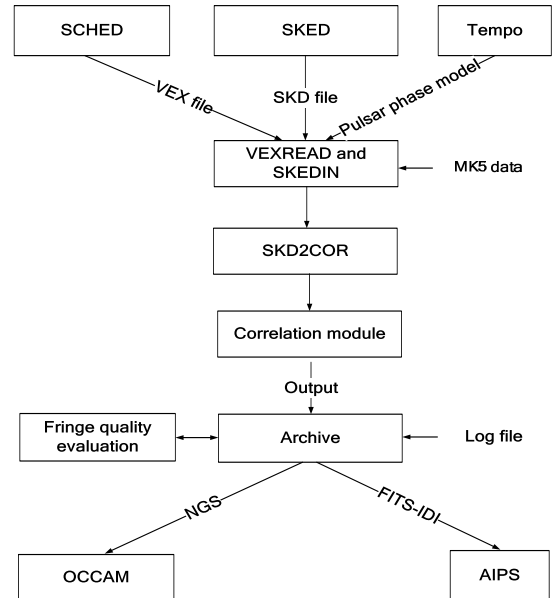 SCHED
SKED
Tempo
VEX file
SKD file
Pulsar phase model
VEXREAD and
SKEDIN
MK5 data
SKD2COR
Correlation module
Output
Fringe quality
evaluation
Archive
Log file
NGS
FITS-IDI
OCCAM
AIPS